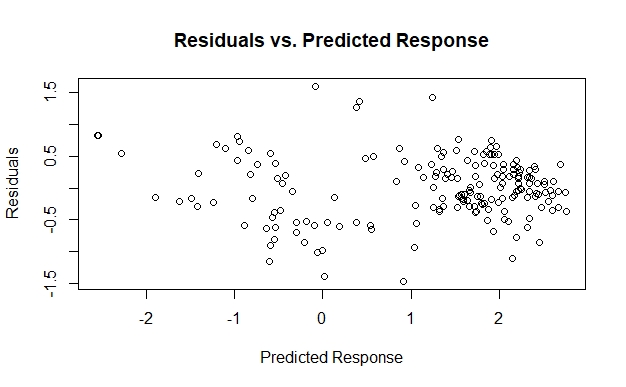 Residuals vs. Predicted Response
1.5
0.5
-0.5
-1.5
Residuals
-2 -1 0 1 2
Predicted Response